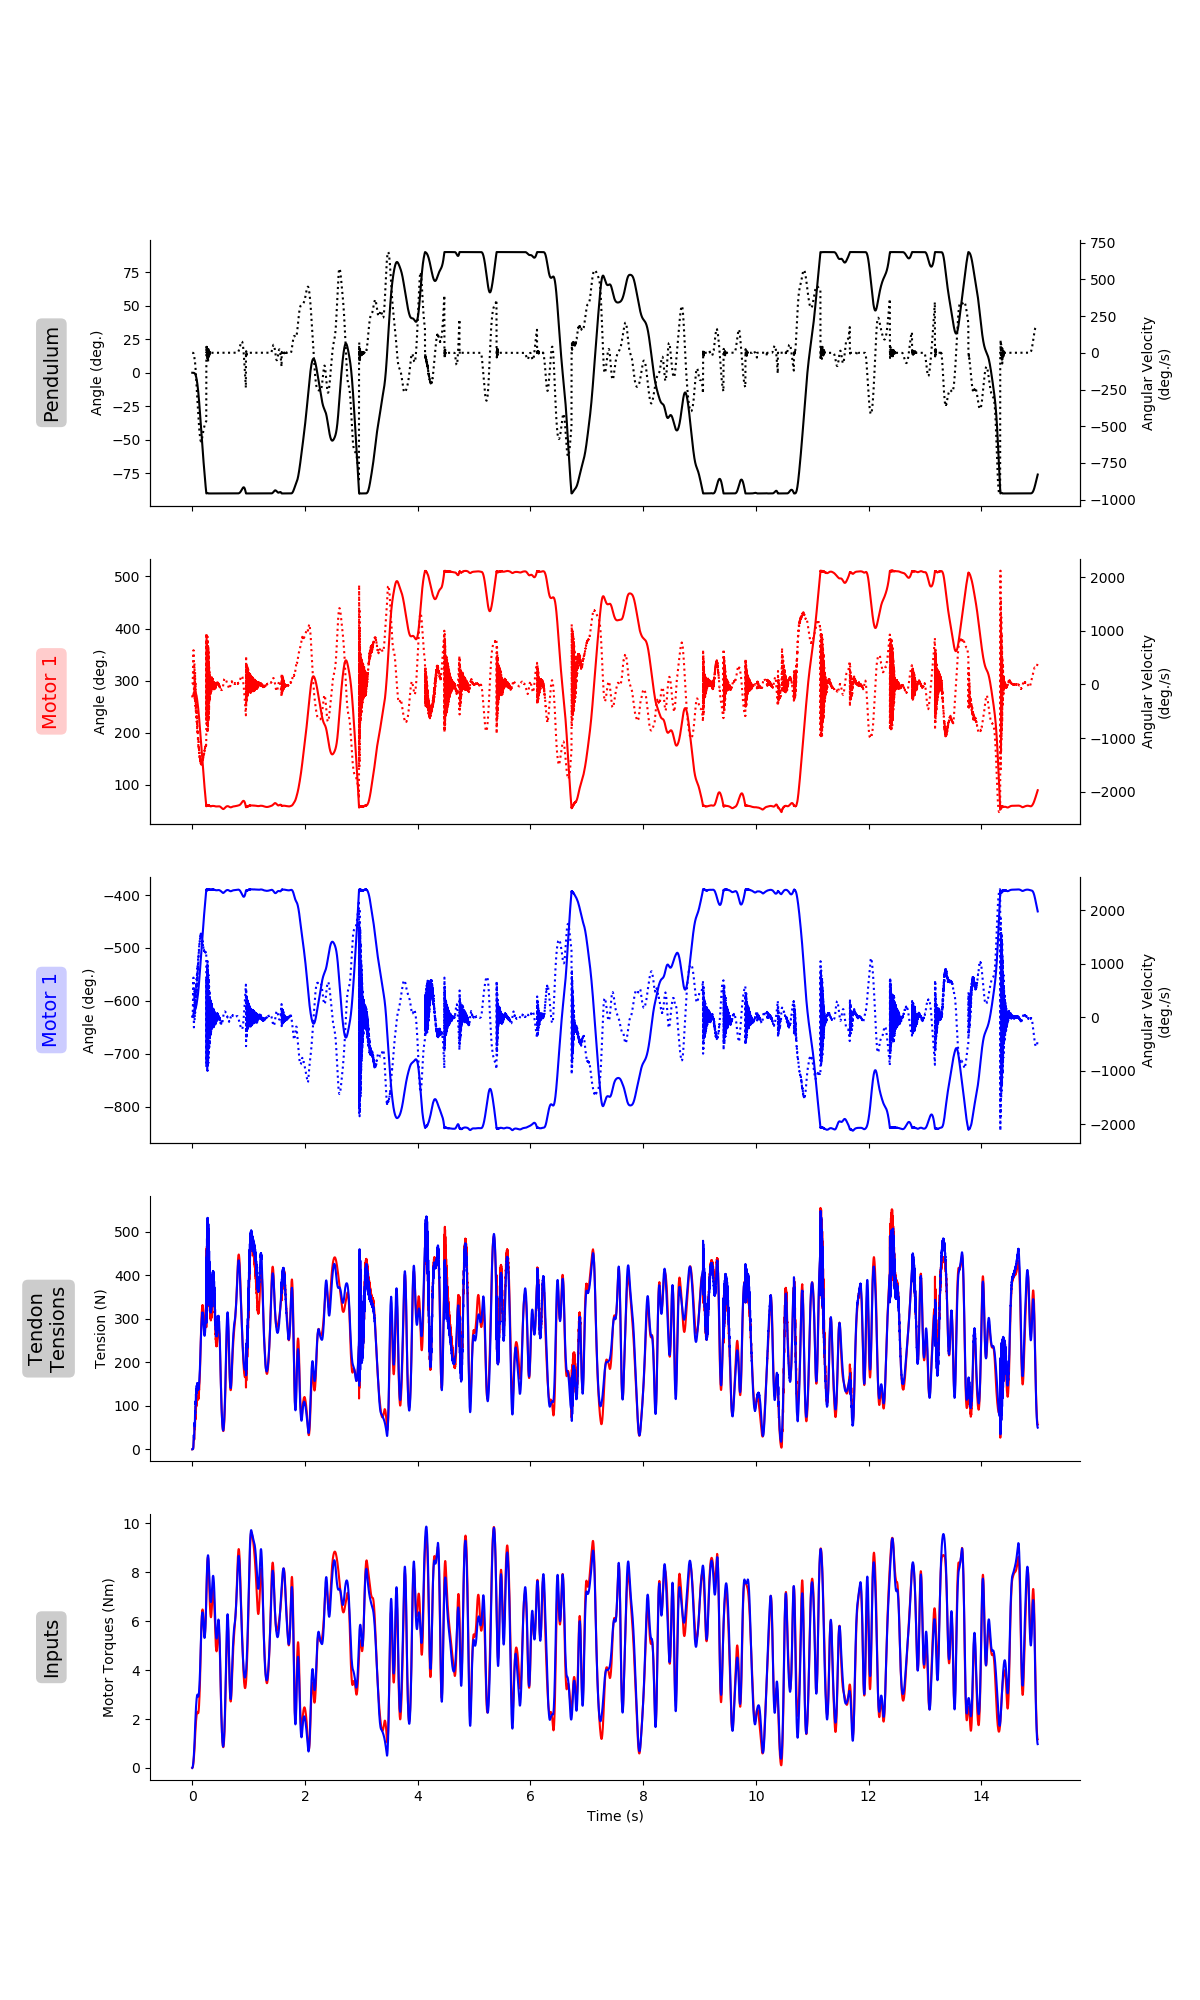 Pendulum
Angle (deg.)
75
50
25
0
−25
−50
−75
750
500
250
0
−250
−500
−750
−1000
Angular Velocity
(deg./s)
Motor 1
Angle (deg.)
500
400
300
200
100
2000
1000
0
−1000
−2000
Angular Velocity
(deg./s)
Motor 1
Angle (deg.)
−400
−500
−600
−700
−800
2000
1000
0
−1000
−2000
Angular Velocity
(deg./s)
Tendon
Tensions
Tension (N)
500
400
300
200
100
0
Inputs
Motor Torques (Nm)
10
8
6
4
2
0
0 2 4 6 8 10 12 14
Time (s)